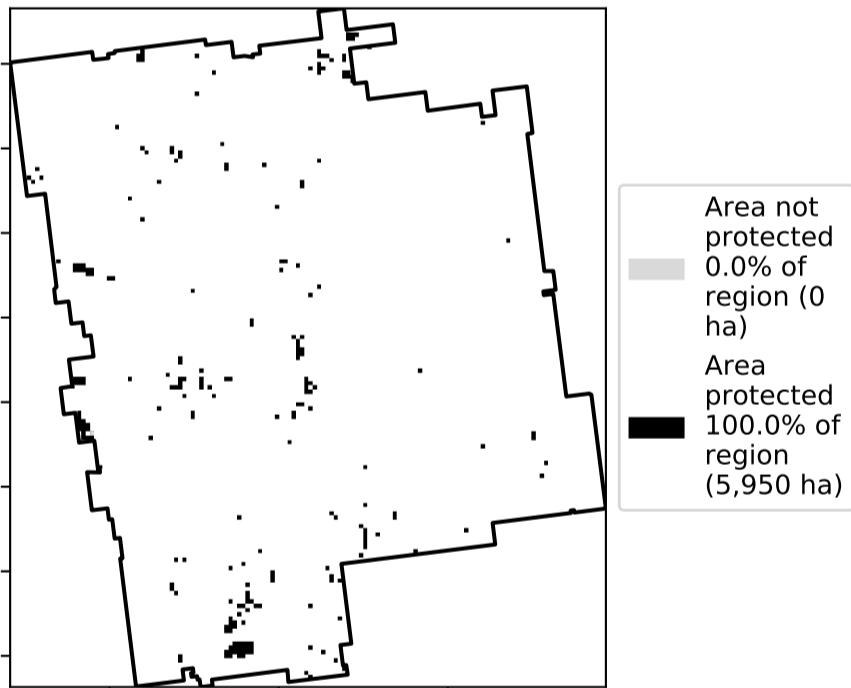 Area not
protected
0.0% of
region (0
ha)
Area
protected
100.0% of
region
(5,950 ha)